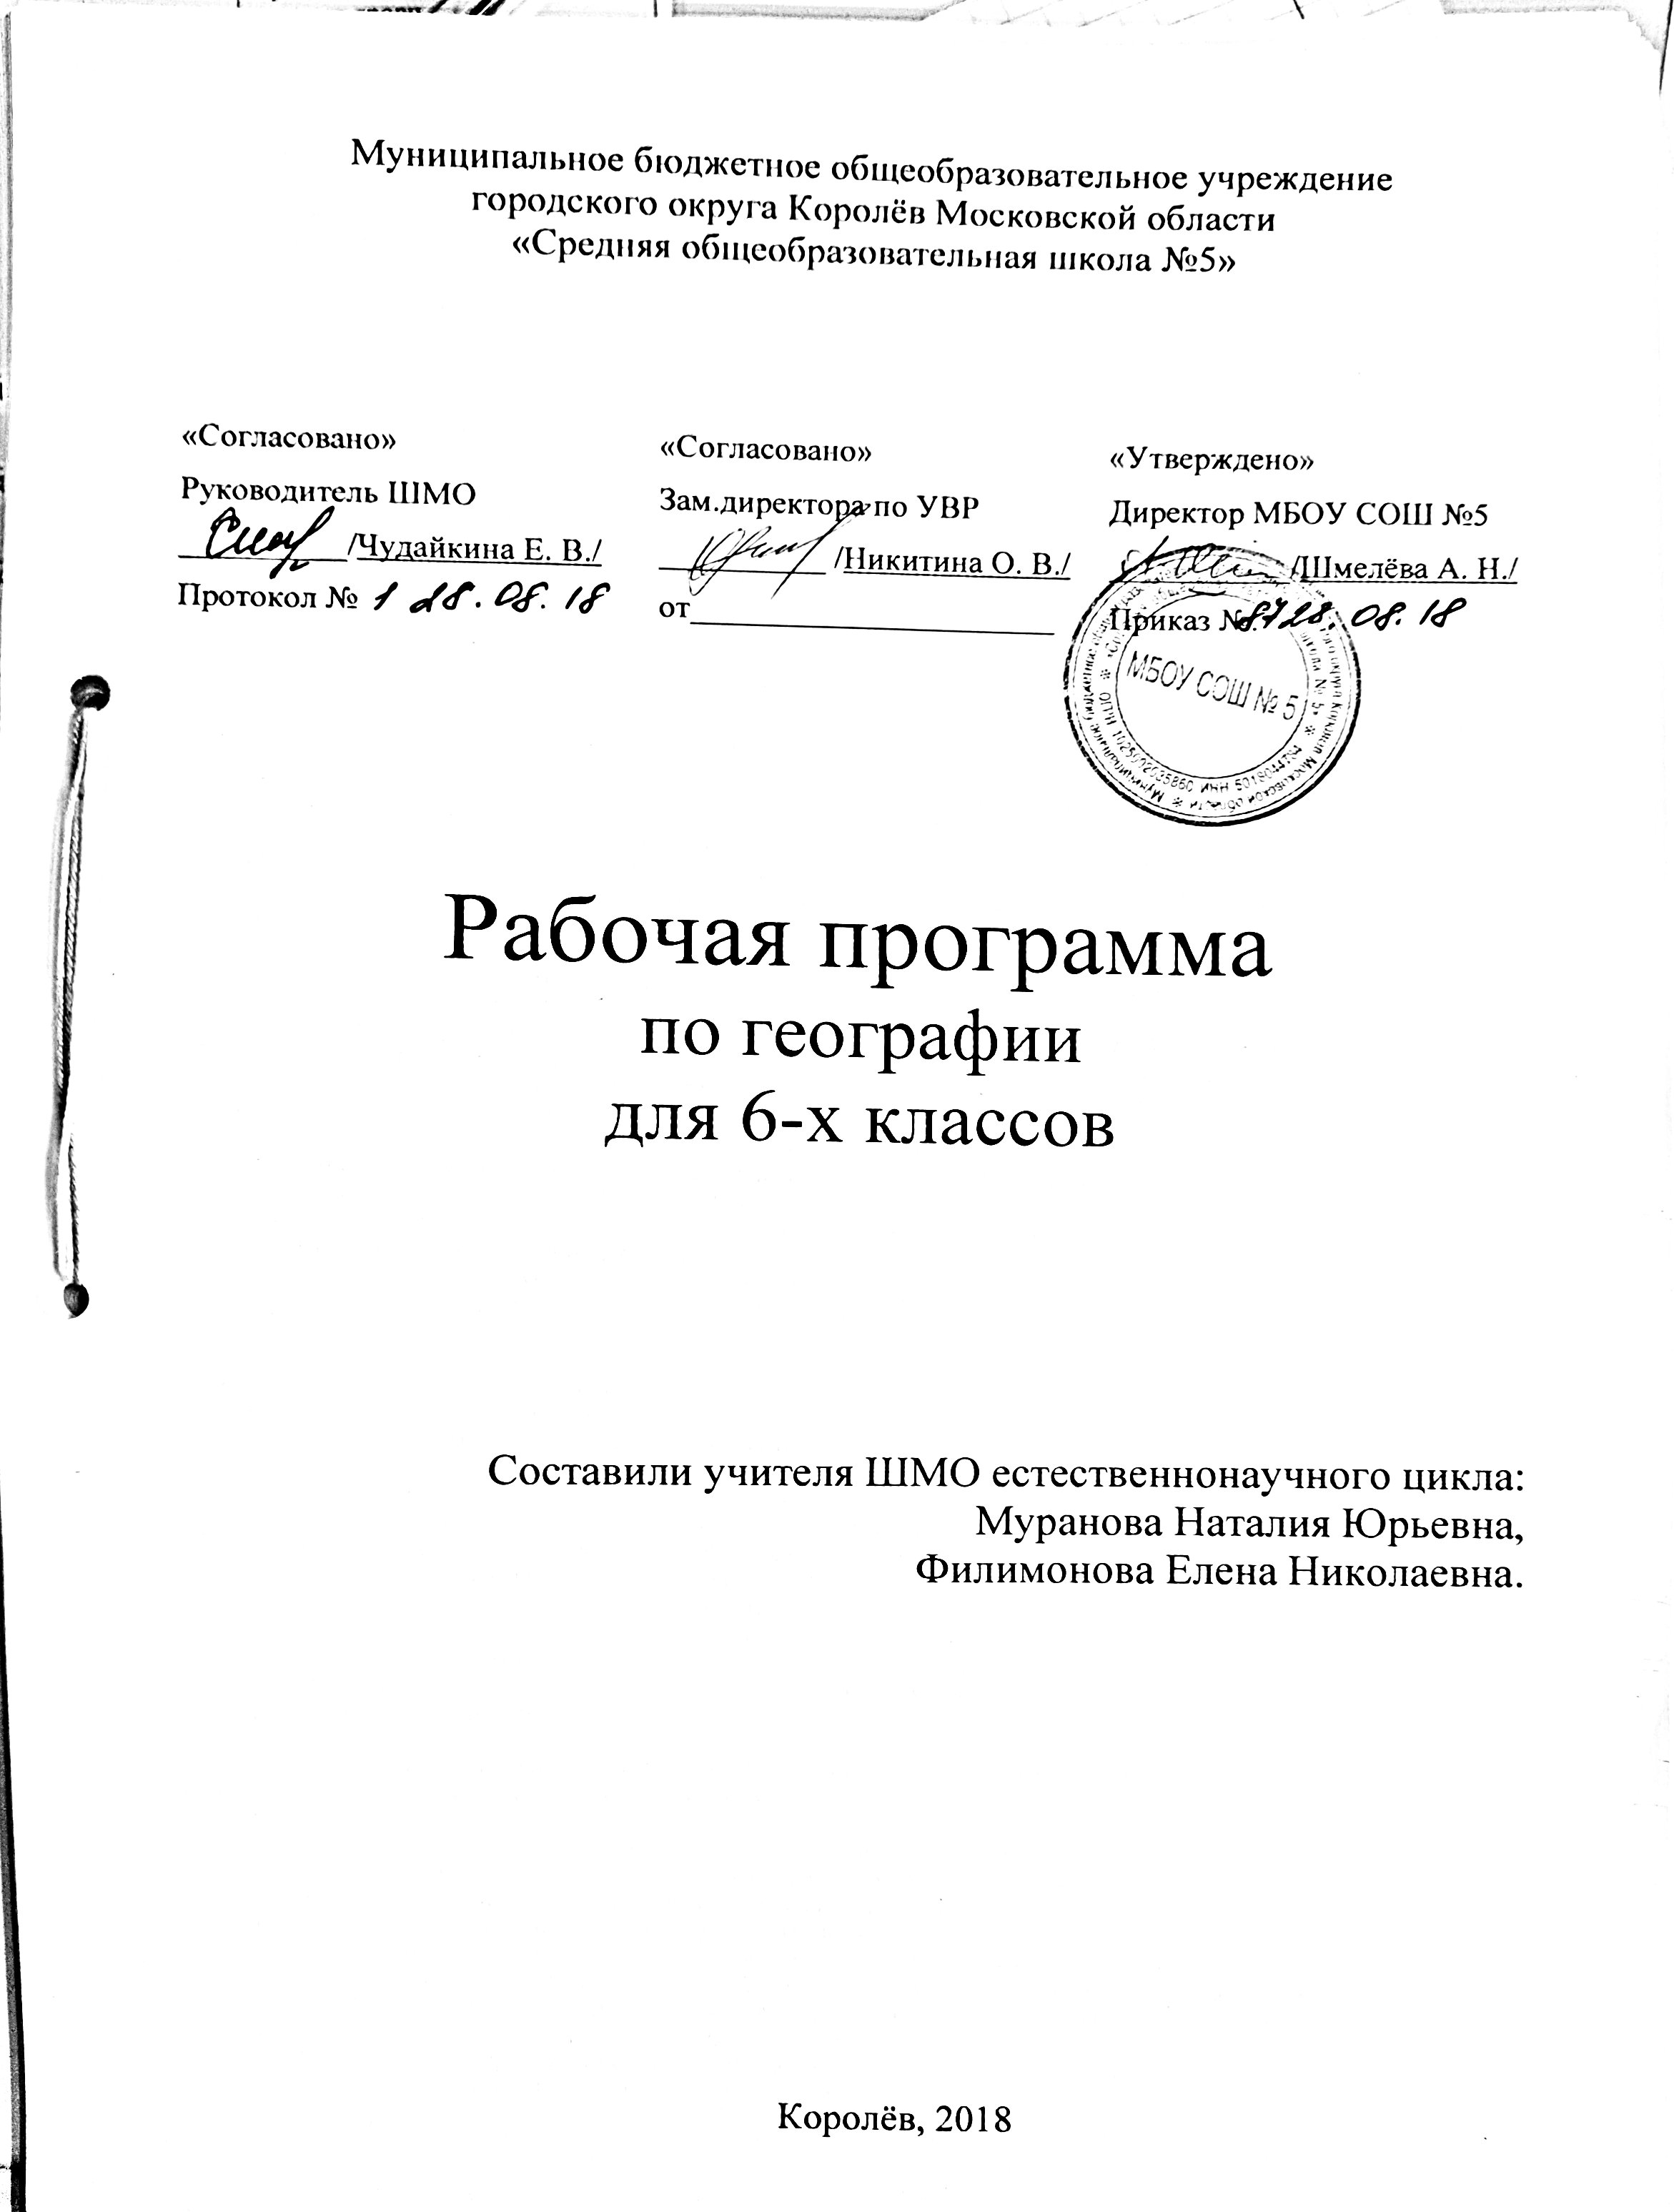 Муниципальное бюджетное общеобразовательное учреждение
городского округа Королёв Московской области
«Средняя общеобразовательная школа №5»
«Согласовано»
Руководитель ШМО
/Чудайкина Е. В./
Протокол № 1 28.08.18
«Согласовано»
Зам.директора по УВР
/Никитина О. В./
от
«Утверждено»
Директор МБОУ СОШ №5
/Шмелёва А. Н./
Приказ № 28.08.18
МБОУ СОШ № 5
Рабочая программа
по географии
для 6-х классов
Составили учителя ШМО естественнонаучного цикла:
Муранова Наталия Юрьевна,
Филимонова Елена Николаевна.
Королёв, 2018